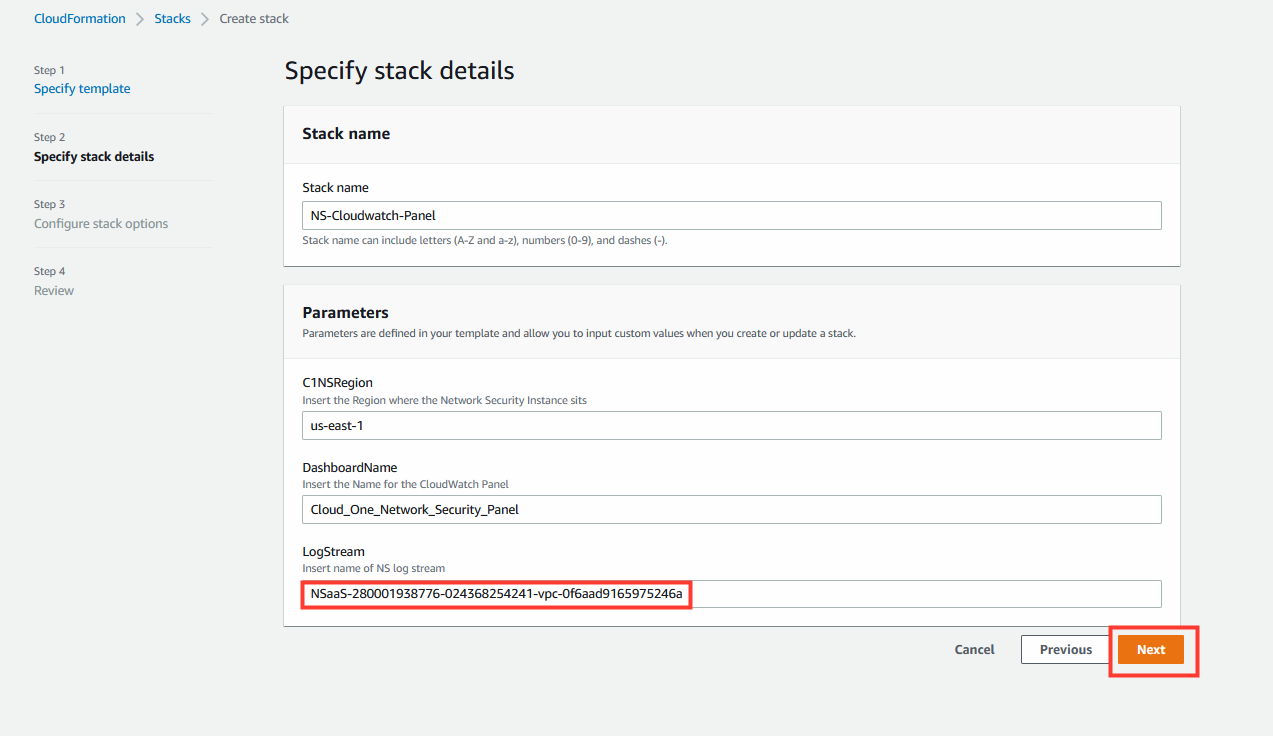 CloudFormation > Stacks > Create stack
Step 1
Specify template
Step 2
Specify stack details
Step 3
Configure stack options
Step 4
Review
Specify stack details
Stack name
Stack name
NS-Cloudwatch-Panel
Stack name can include letters (A-Z and a-z), numbers (0-9), and dashes (-).
Parameters
Parameters are defined in your template and allow you to input custom values when you create or update a stack.
C1NSRegion
Insert the Region where the Network Security Instance sits
us-east-1
DashboardName
Insert the Name for the CloudWatch Panel
Cloud_One_Network_Security_Panel
LogStream
Insert name of NS log stream
NSaaS-280001938776-024368254241-vpc-0f6aad9165975246a
Cancel Previous Next